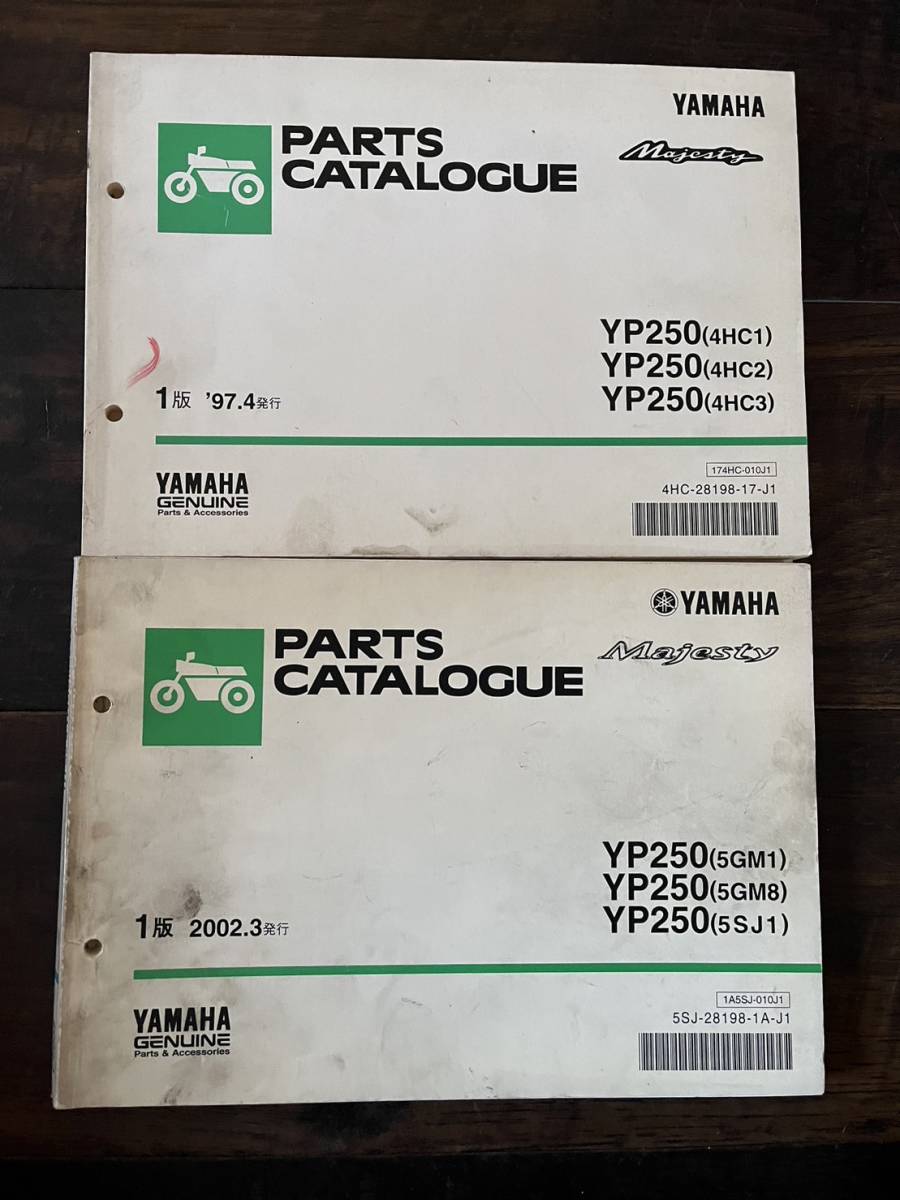 YAMAHA
Majesty
PARTS
CATALOGUE
YP250(4HC1)
YP250(4HC2)
YP250(4HC3)
1版 '97.4発行
174HC-010J1
4HC-28198-17-J1
YAMAHA
GENUINE
Parts & Accessories
YAMAHA
Majesty
PARTS
CATALOGUE
YP250(5GM1)
YP250(5GM8)
YP250(5SJ1)
1版 2002.3発行
1A5SJ-010J1
5SJ-28198-1A-J1
YAMAHA
GENUINE
Parts & Accessories